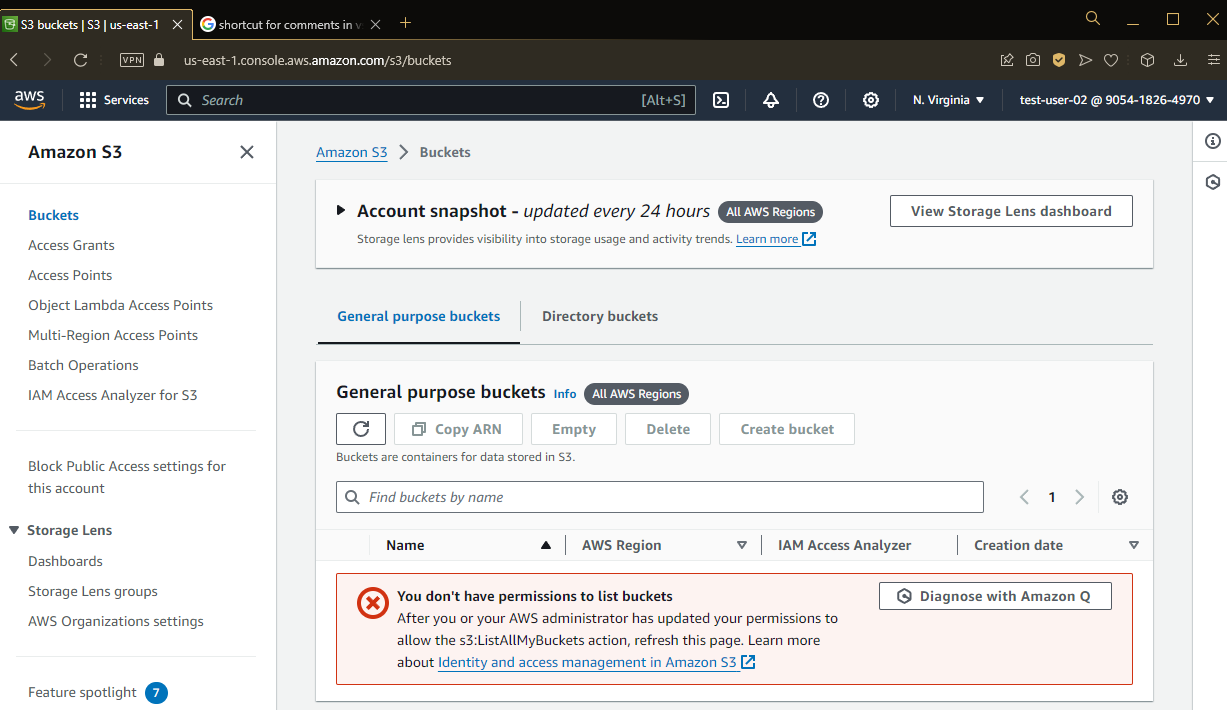 S3 buckets | S3 | us-east-1
shortcut for comments in v
VPN
us-east-1.console.aws.amazon.com/s3/buckets
aws
Services
Search
[Alt+S]
N. Virginia
test-user-02 @ 9054-1826-4970
Amazon S3
Buckets
Access Grants
Access Points
Object Lambda Access Points
Multi-Region Access Points
Batch Operations
IAM Access Analyzer for S3
Block Public Access settings for
this account
Storage Lens
Dashboards
Storage Lens groups
AWS Organizations settings
Feature spotlight 7
Amazon S3 > Buckets
Account snapshot - updated every 24 hours All AWS Regions
Storage lens provides visibility into storage usage and activity trends. Learn more
View Storage Lens dashboard
General purpose buckets
Directory buckets
General purpose buckets Info All AWS Regions
Copy ARN
Empty
Delete
Create bucket
Buckets are containers for data stored in S3.
Find buckets by name
1
Name
AWS Region
IAM Access Analyzer
Creation date
You don't have permissions to list buckets
After you or your AWS administrator has updated your permissions to
allow the s3:ListAllMyBuckets action, refresh this page. Learn more
about Identity and access management in Amazon S3
Diagnose with Amazon Q